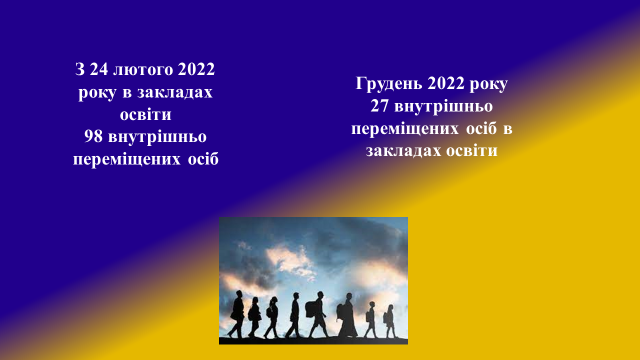 З 24 лютого 2022
року в закладах
освіти
98 внутрішньо
переміщених осіб
Грудень 2022 року
27 внутрішньо
переміщених осіб в
закладах освіти